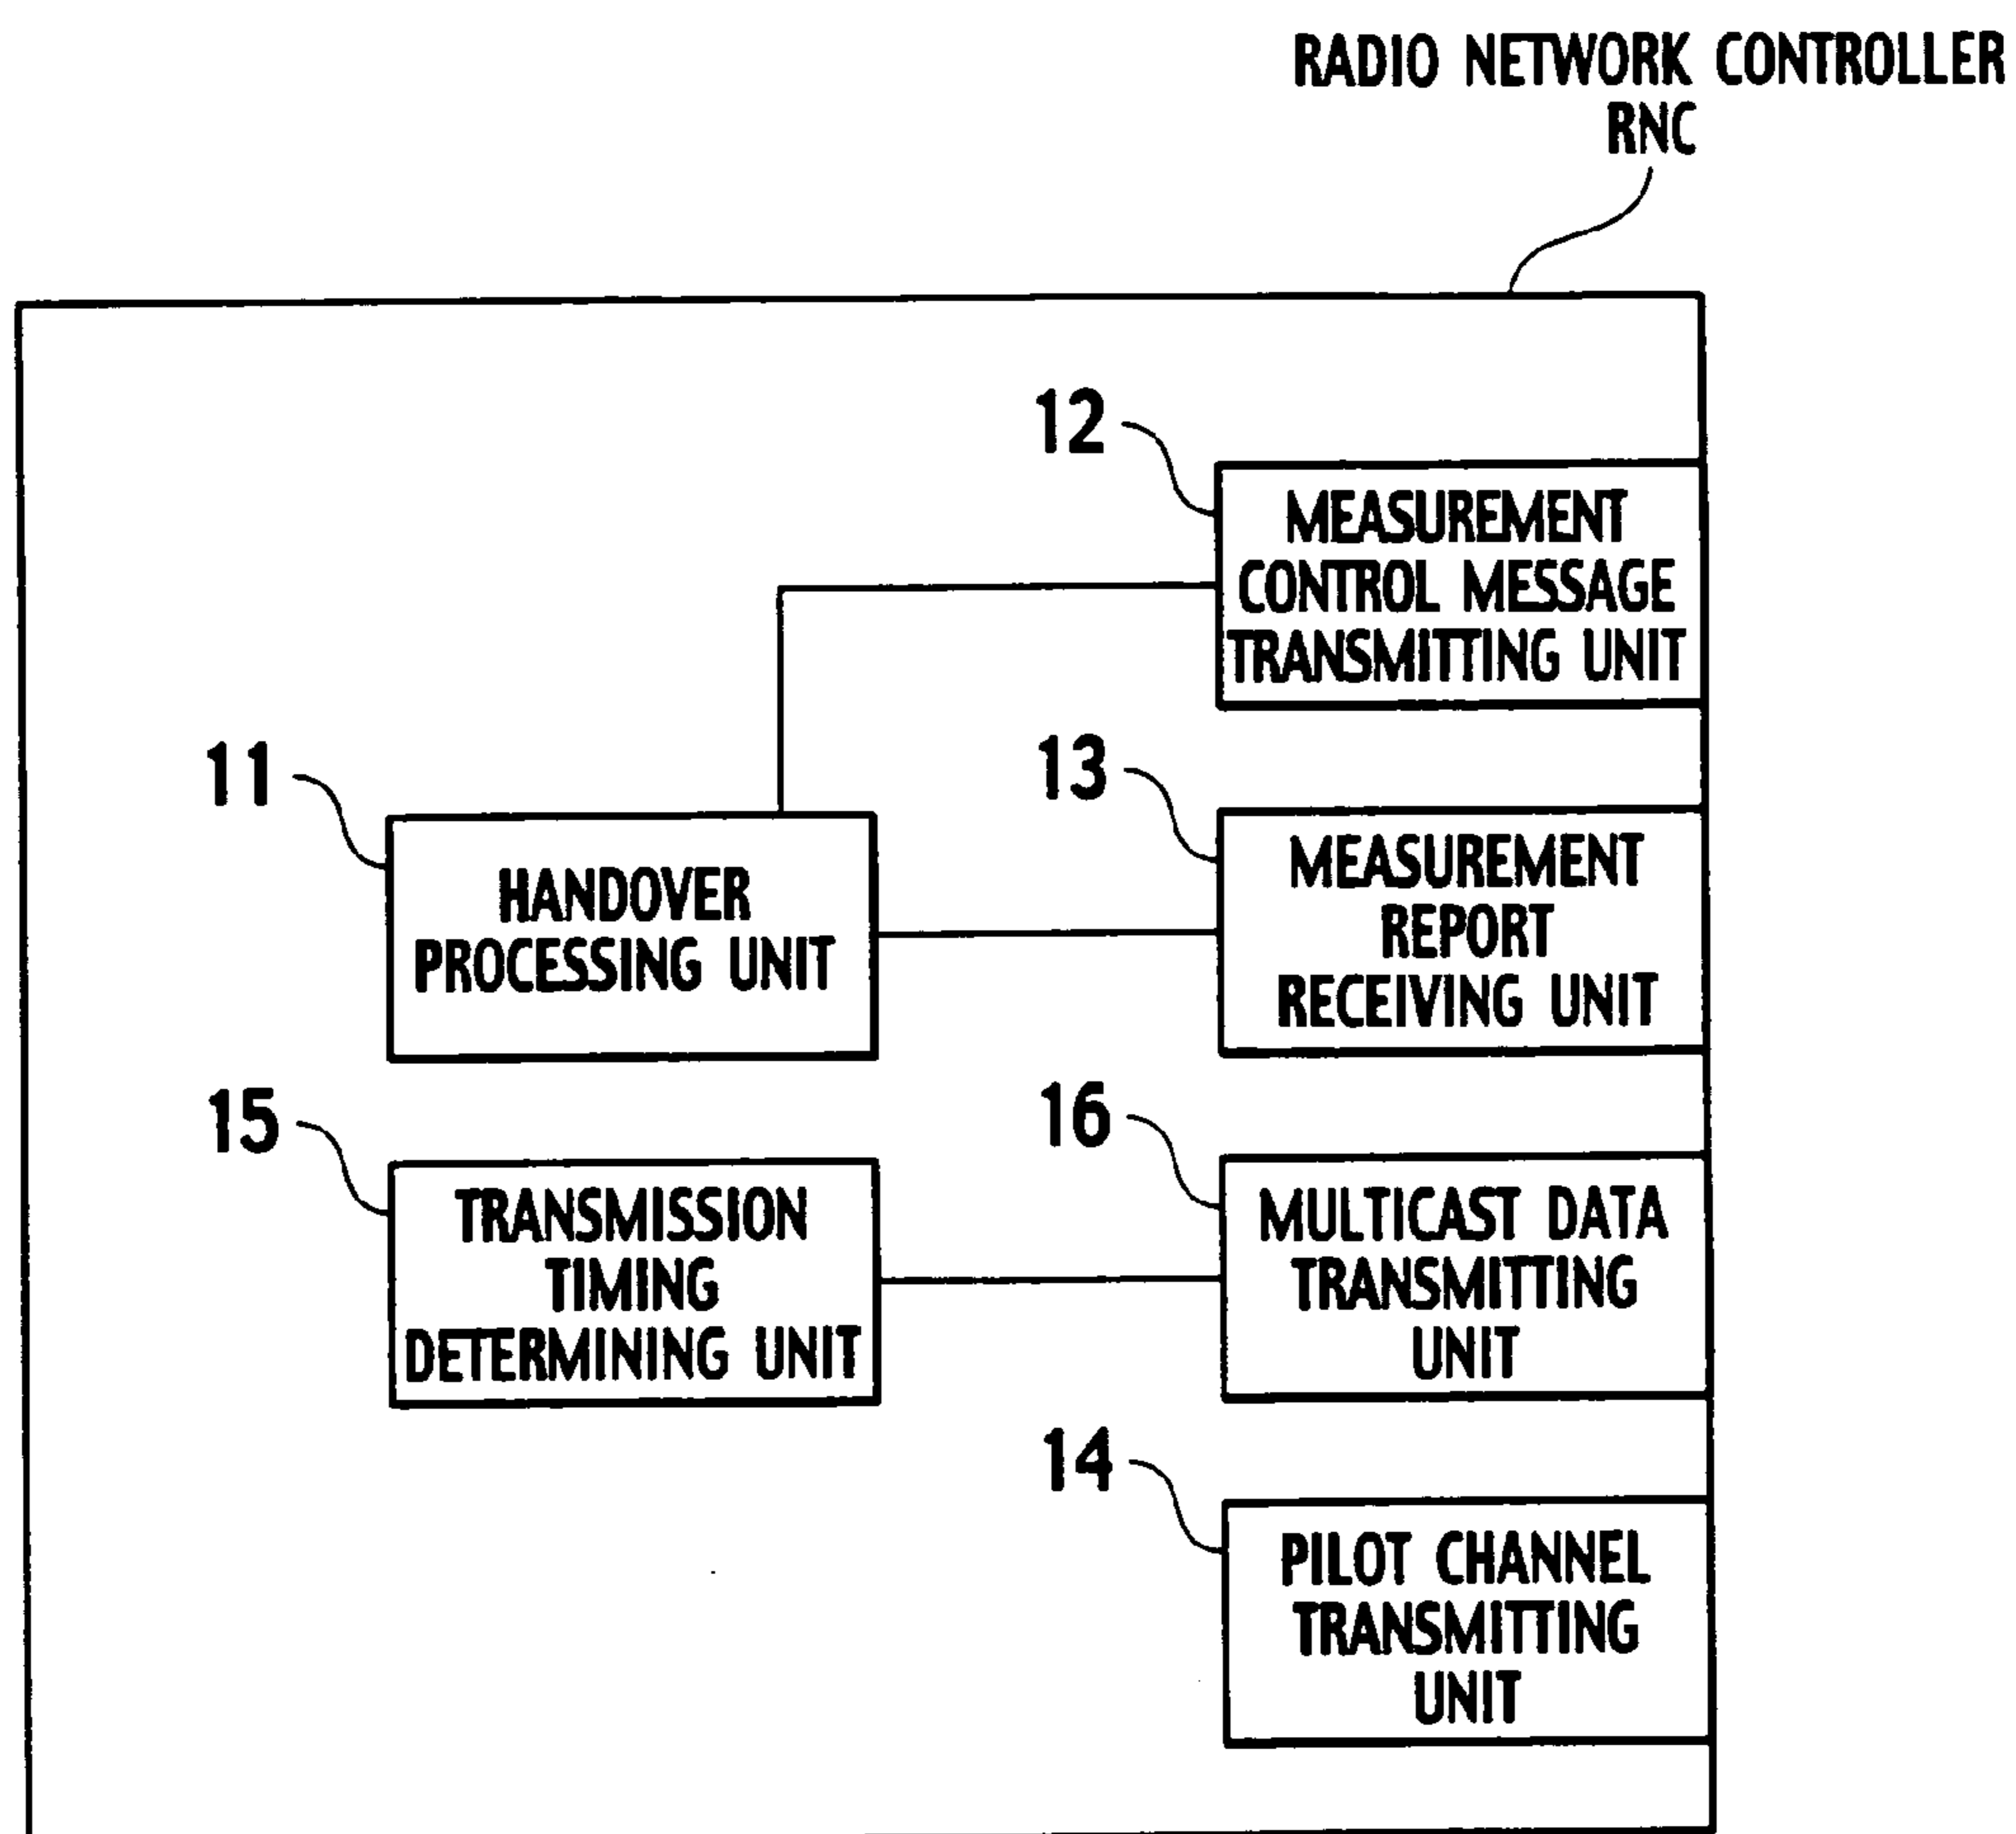 RADIO NETWORK CONTROLLER
RNC
12
MEASUREMENT
CONTROL MESSAGE
TRANSMITTING UNIT
11
HANDOVER
PROCESSING UNIT
13
MEASUREMENT
REPORT
RECEIVING UNIT
15
TRANSMISSION
TIMING
DETERMINING UNIT
16
MULTICAST DATA
TRANSMITTING
UNIT
14
PILOT CHANNEL
TRANSMITTING
UNIT